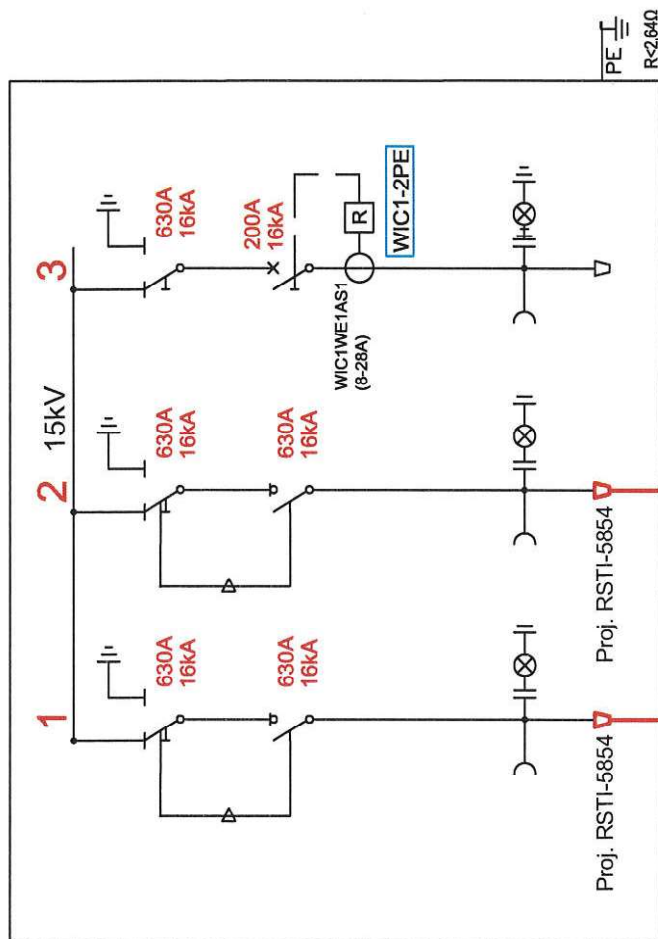 15kV
1
2
3
630A
16kA
630A
16kA
630A
16kA
630A
16kA
630A
16kA
200A
16kA
R
WIC1WE1AS1
(8-28A)
WIC1-2PE
Proj. RSTI-5854
Proj. RSTI-5854
PE
R<2.64Ω